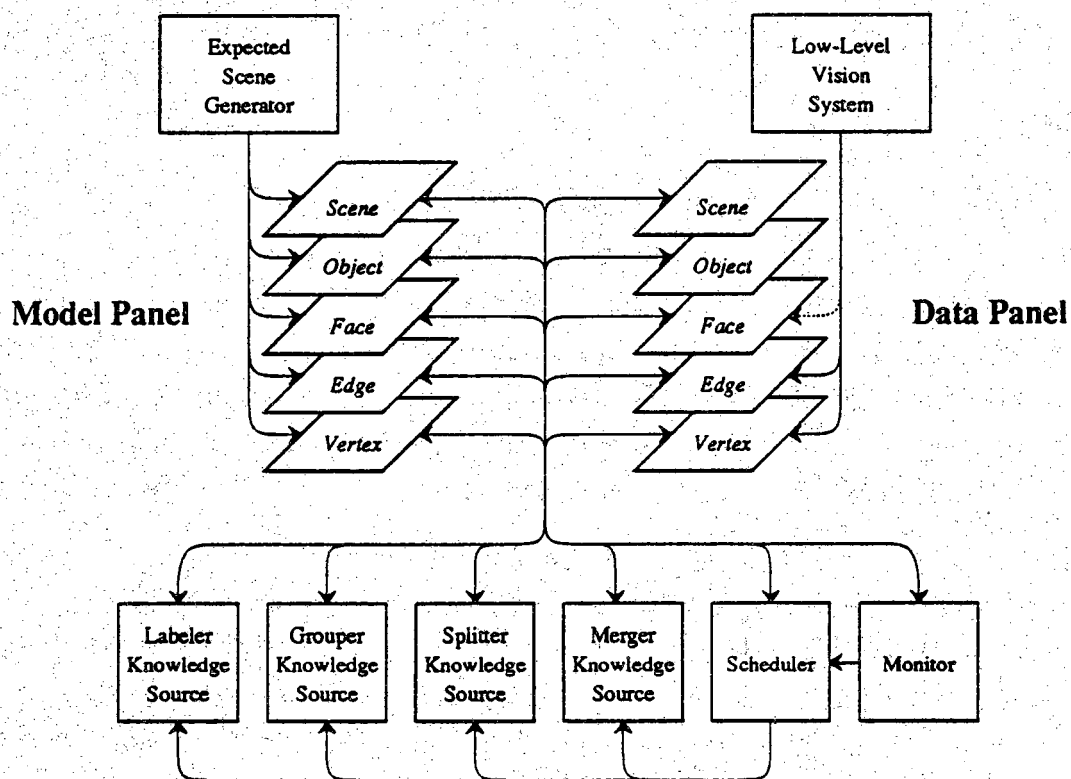 Expected
Scene
Generator
Low-Level
Vision
System
Scene
Scene
Object
Object
Model Panel
Face
Face
Data Panel
Edge
Edge
Vertex
Vertex
Labeler
Knowledge
Source
Grouper
Knowledge
Source
Splitter
Knowledge
Source
Merger
Knowledge
Source
Scheduler
Monitor